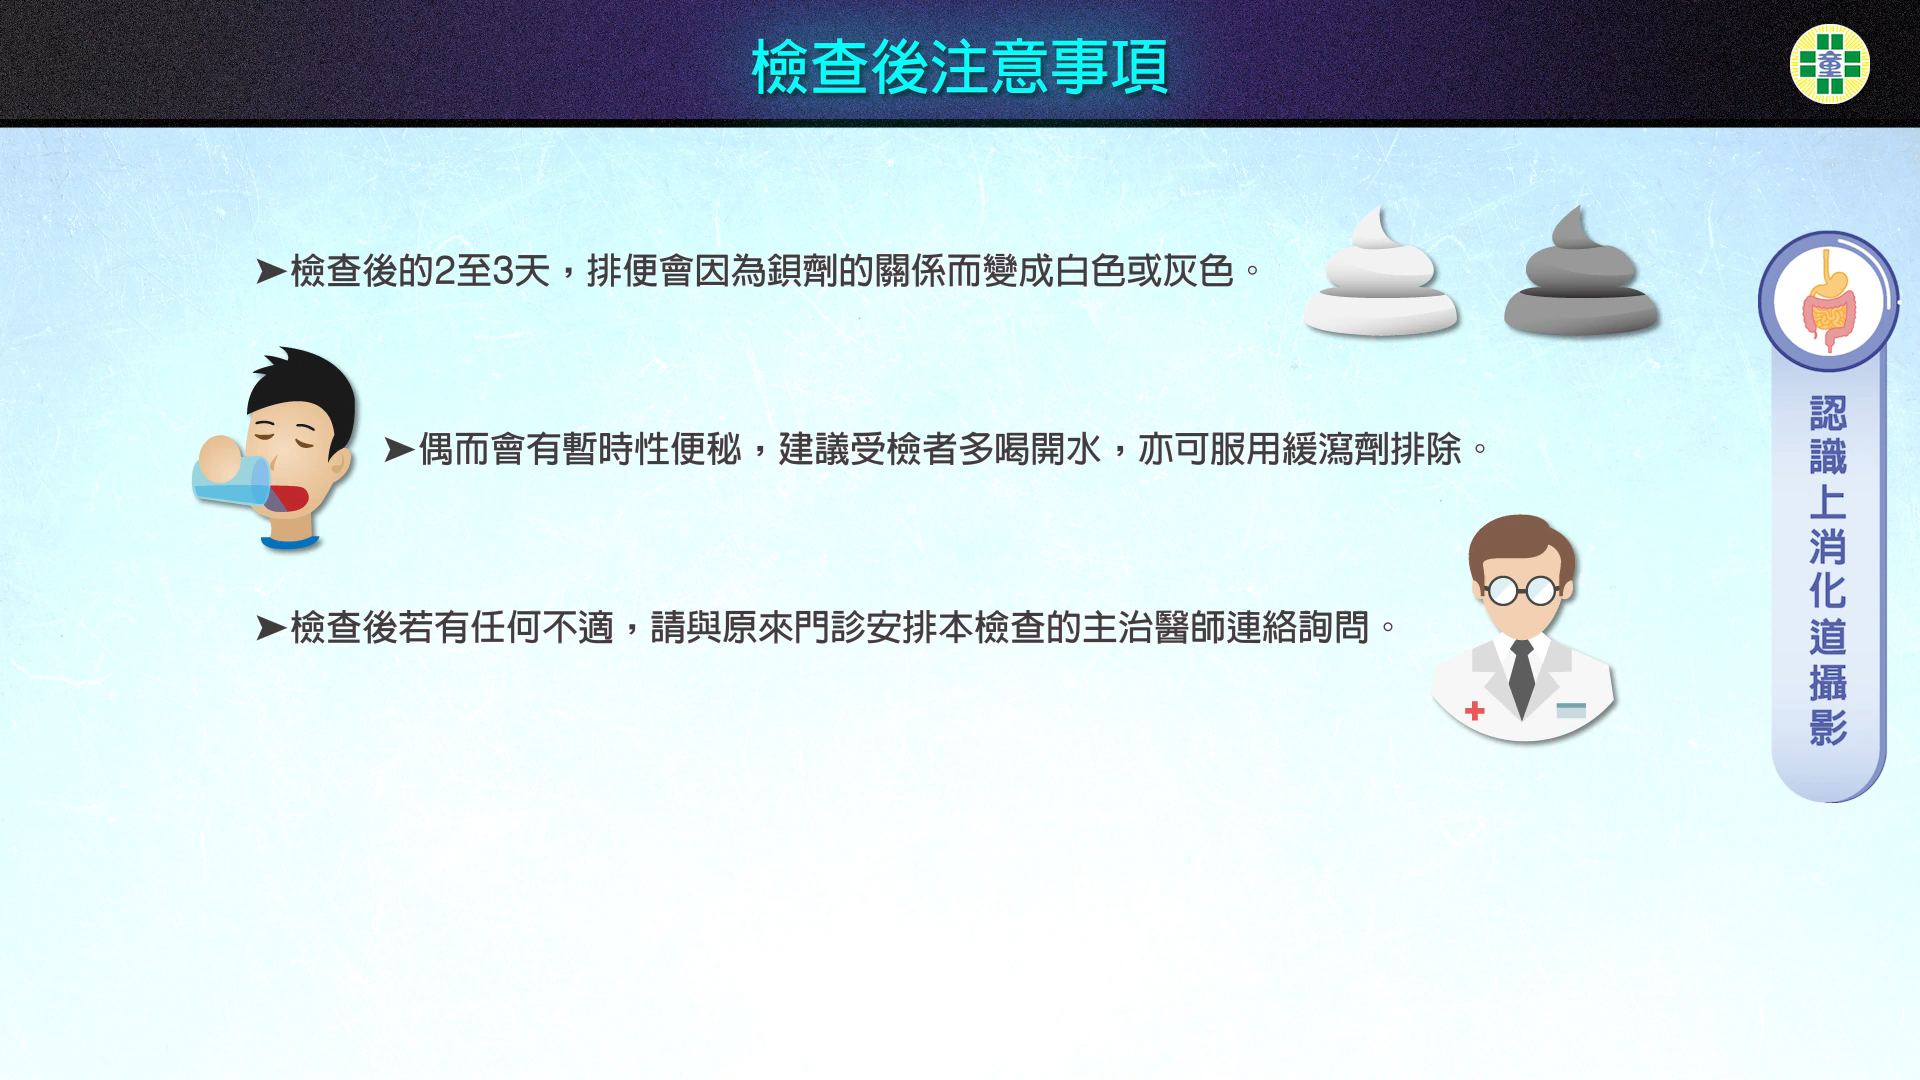 檢查後注意事項
童
➤檢查後的2至3天，排便會因為鋇劑的關係而變成白色或灰色。
➤偶而會有暫時性便秘，建議受檢者多喝開水，亦可服用緩瀉劑排除。
➤檢查後若有任何不適，請與原來門診安排本檢查的主治醫師連絡詢問。
認識上消化道攝影